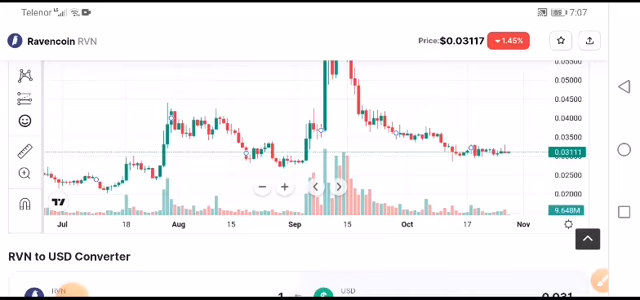 Telenor 7:07
Ravencoin RVN Price:$0.03117 1.45%
0.05500
0.05000
0.04500
0.04000
0.03500
0.03111
0.02500
0.02000
9.648M
Jul 18 Aug 15 Sep 15 Oct 17 Nov
RVN to USD Converter
RVN 1 USD 0.031